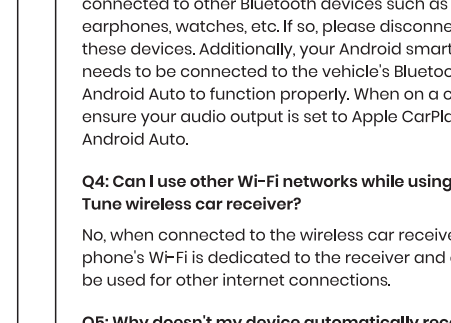 connected to other Bluetooth devices such as
earphones, watches, etc. If so, please disconne
these devices. Additionally, your Android smart
needs to be connected to the vehicle's Bluetoo
Android Auto to function properly. When on a c
ensure your audio output is set to Apple CarPla
Android Auto.
Q4: Can I use other Wi-Fi networks while using
Tune wireless car receiver?
No, when connected to the wireless car receive
phone's Wi-Fi is dedicated to the receiver and
be used for other internet connections.
Q5: Why doesn't my device automatically reco